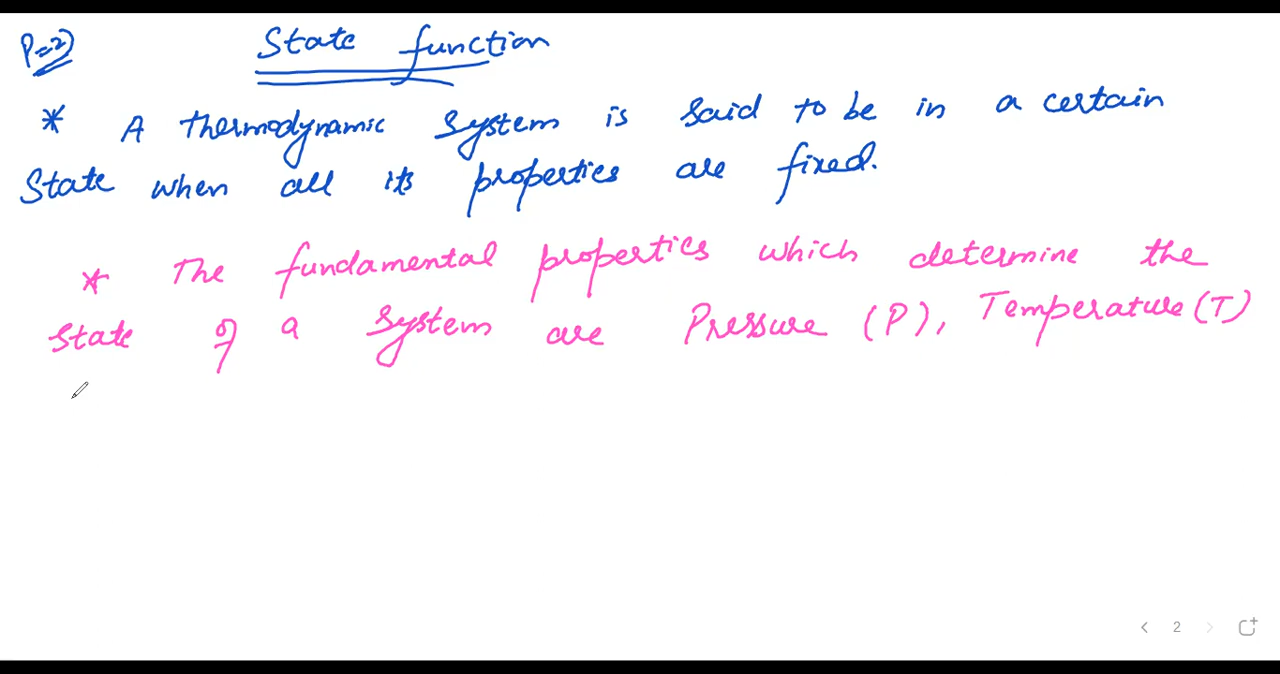 P=2) State function
* A thermodynamic System is said to be in a certain
State when all its properties are fixed.
* The fundamental properties which determine the
State of a System are Pressure (P), Temperature (T)
2